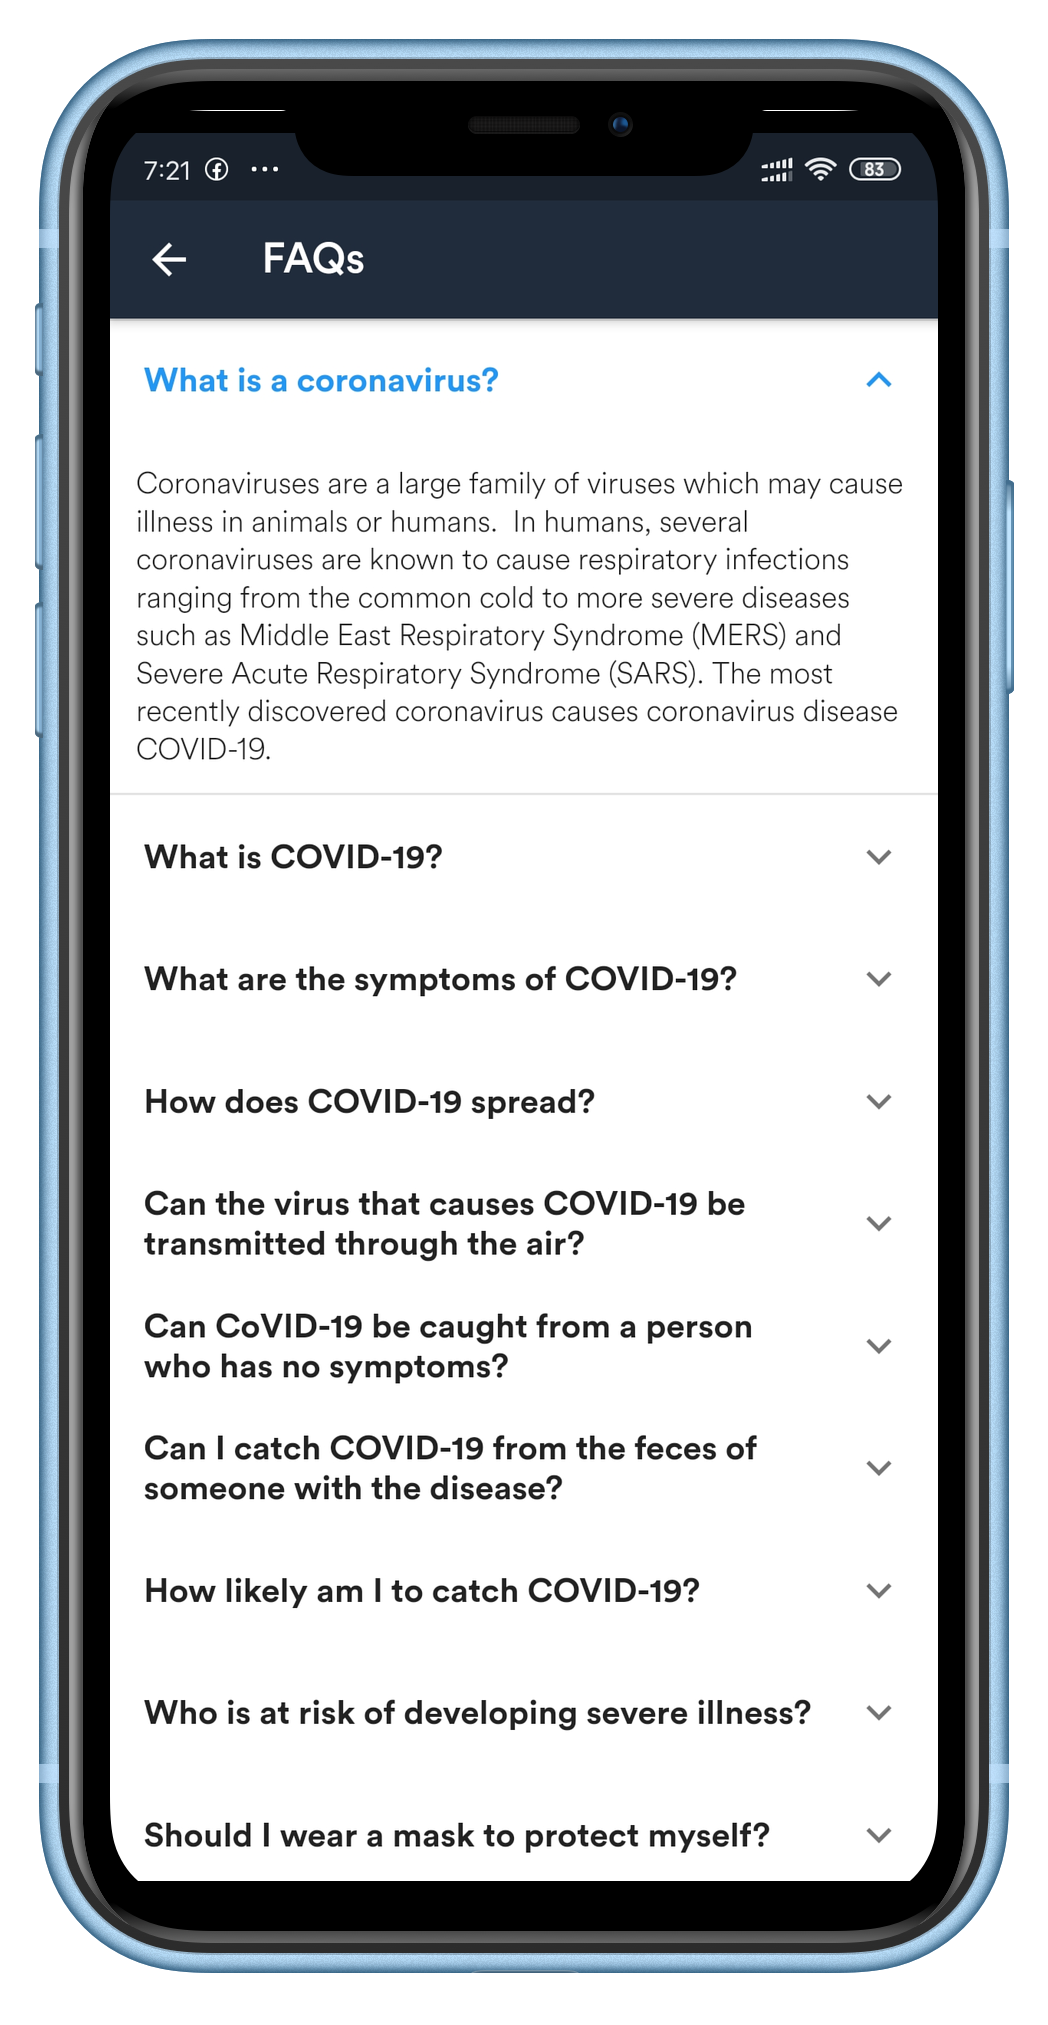 7:21
83
FAQs
What is a coronavirus?
Coronaviruses are a large family of viruses which may cause
illness in animals or humans.  In humans, several
coronaviruses are known to cause respiratory infections
ranging from the common cold to more severe diseases
such as Middle East Respiratory Syndrome (MERS) and
Severe Acute Respiratory Syndrome (SARS). The most
recently discovered coronavirus causes coronavirus disease
COVID-19.
What is COVID-19?
What are the symptoms of COVID-19?
How does COVID-19 spread?
Can the virus that causes COVID-19 be
transmitted through the air?
Can CoVID-19 be caught from a person
who has no symptoms?
Can I catch COVID-19 from the feces of
someone with the disease?
How likely am I to catch COVID-19?
Who is at risk of developing severe illness?
Should I wear a mask to protect myself?